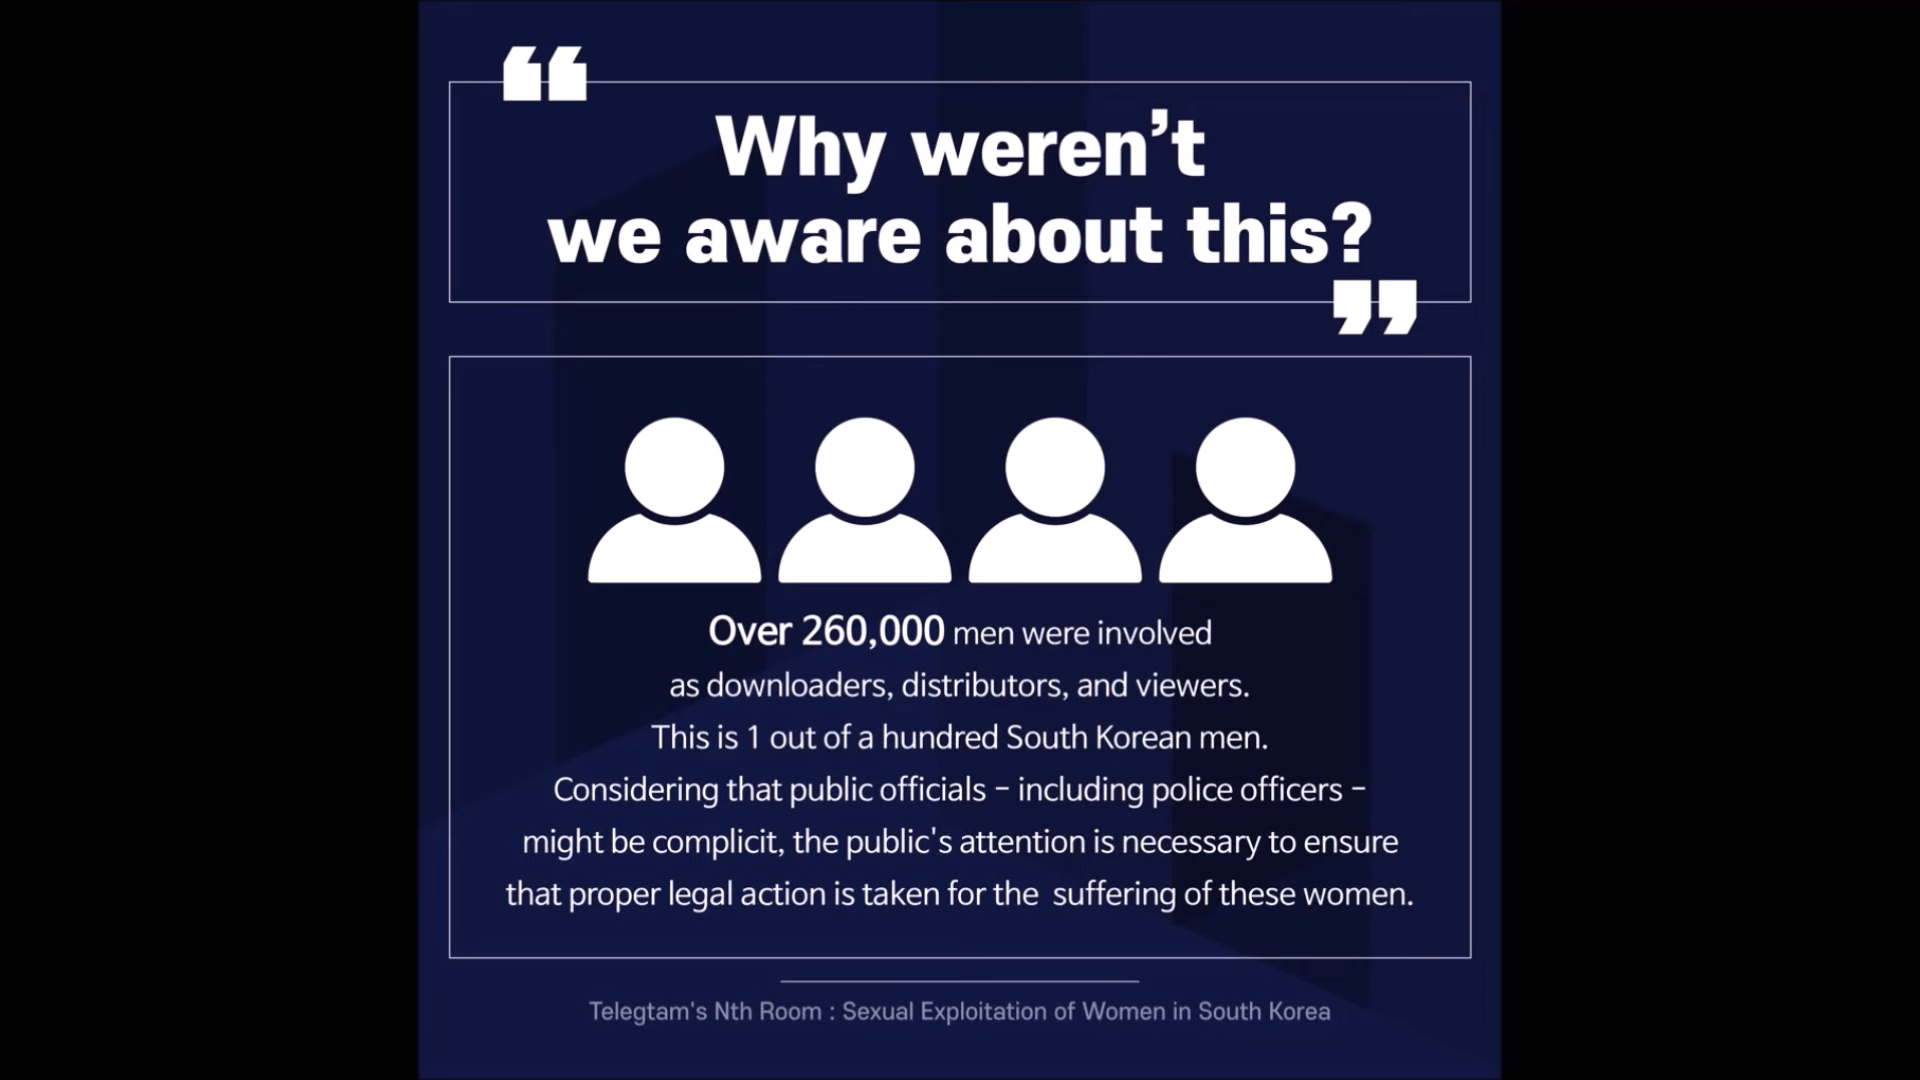 “
Why weren’t
we aware about this?
”
Over 260,000 men were involved
as downloaders, distributors, and viewers.
This is 1 out of a hundred South Korean men.
Considering that public officials – including police officers –
might be complicit, the public's attention is necessary to ensure
that proper legal action is taken for the suffering of these women.
Telegtam's Nth Room : Sexual Exploitation of Women in South Korea